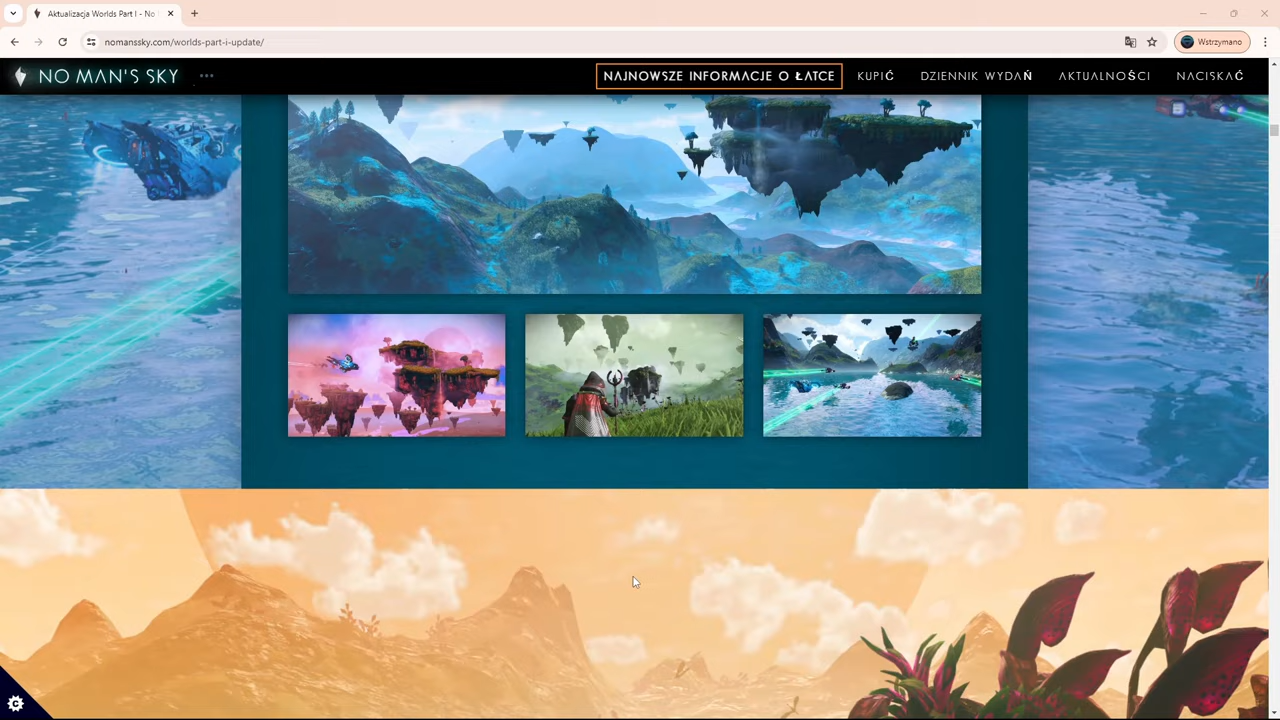 Aktualizacja Worlds Part I - No
nomanssky.com/worlds-part-i-update/
Wstrzymano
NO MAN'S SKY
NAJNOWSZE INFORMACJE O ŁATCE
KUPIĆ
DZIENNIK WYDAŃ
AKTUALNOŚCI
NACISKAĆ